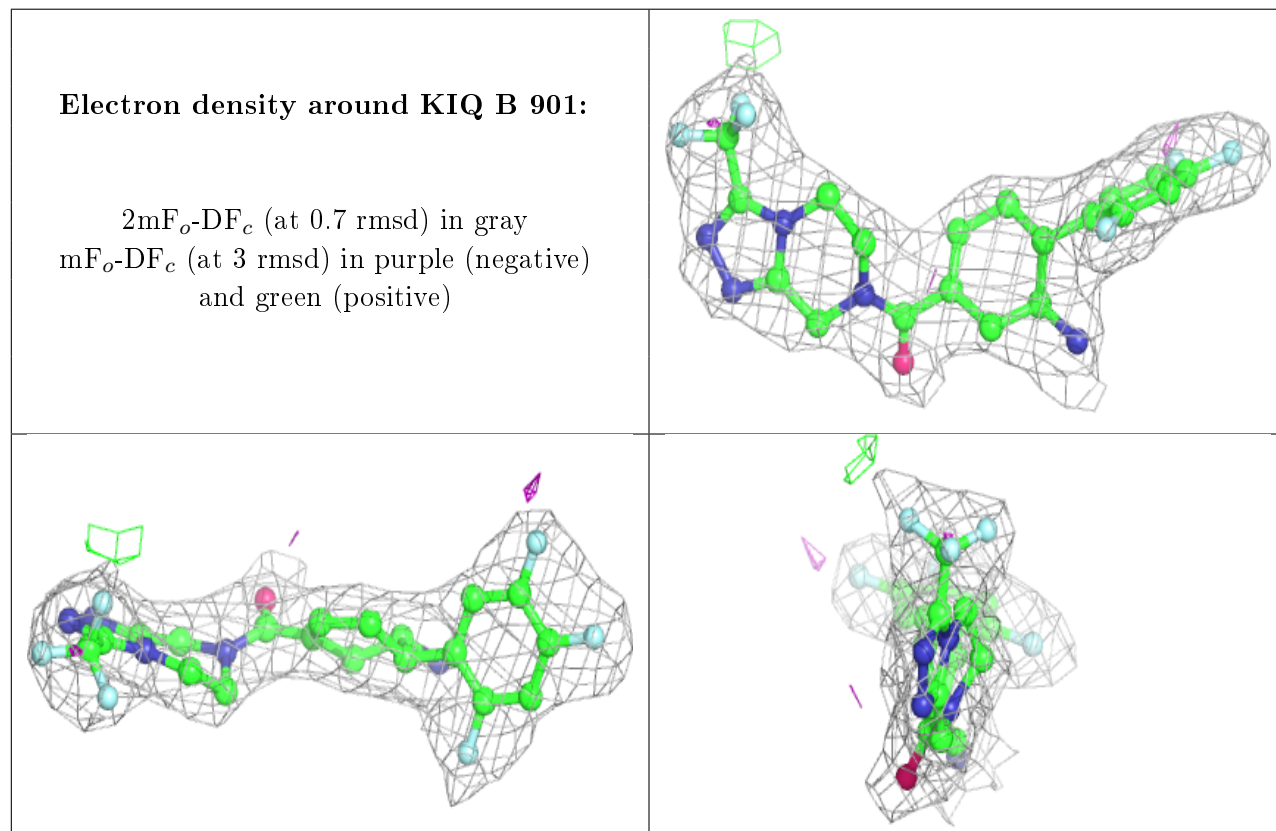 Electron density around KIQ B 901:
2mFo-DFc (at 0.7 rmsd) in gray
mFo-DFc (at 3 rmsd) in purple (negative)
and green (positive)